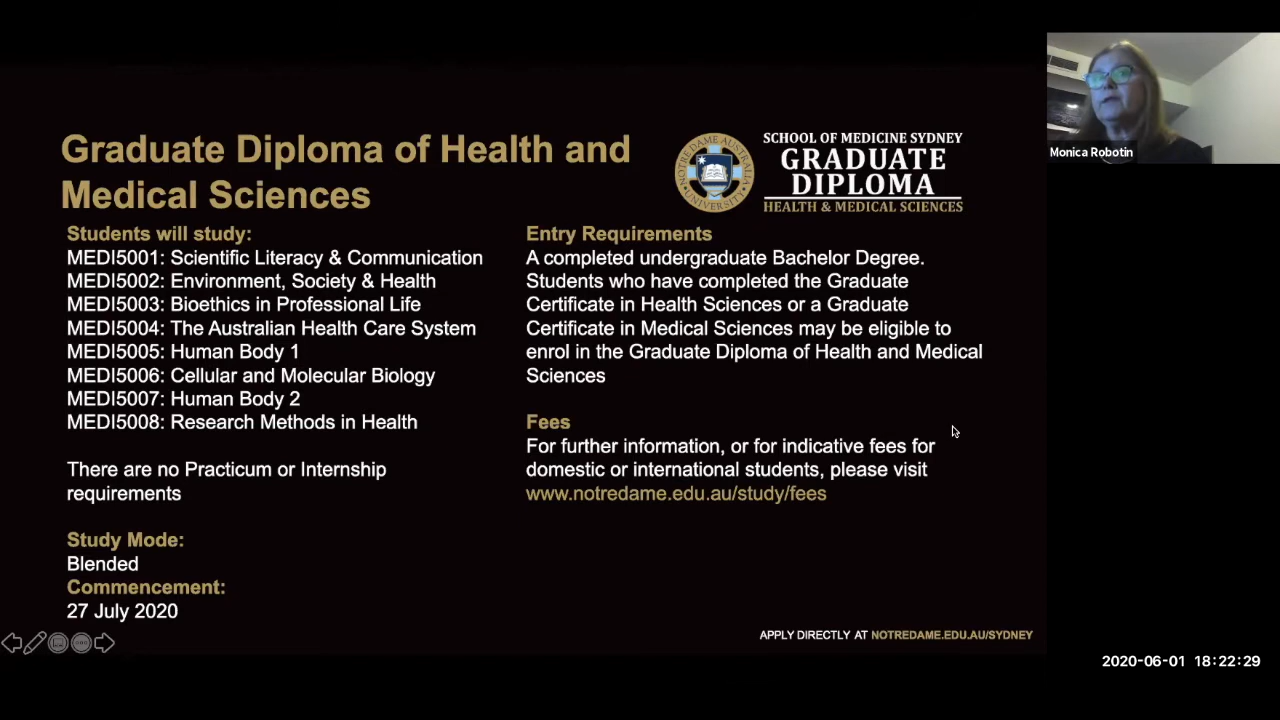 Graduate Diploma of Health and
Medical Sciences
Students will study:
MEDI5001: Scientific Literacy & Communication
MEDI5002: Environment, Society & Health
MEDI5003: Bioethics in Professional Life
MEDI5004: The Australian Health Care System
MEDI5005: Human Body 1
MEDI5006: Cellular and Molecular Biology
MEDI5007: Human Body 2
MEDI5008: Research Methods in Health
There are no Practicum or Internship
requirements
Study Mode:
Blended
Commencement:
27 July 2020
NOTRE DAME AUSTRALIA
UNIVERSITY
SCHOOL OF MEDICINE SYDNEY
GRADUATE
DIPLOMA
HEALTH & MEDICAL SCIENCES
Entry Requirements
A completed undergraduate Bachelor Degree.
Students who have completed the Graduate
Certificate in Health Sciences or a Graduate
Certificate in Medical Sciences may be eligible to
enrol in the Graduate Diploma of Health and Medical
Sciences
Fees
For further information, or for indicative fees for
domestic or international students, please visit
www.notredame.edu.au/study/fees
APPLY DIRECTLY AT NOTREDAME.EDU.AU/SYDNEY
Monica Robotin
2020-06-01 18:22:29